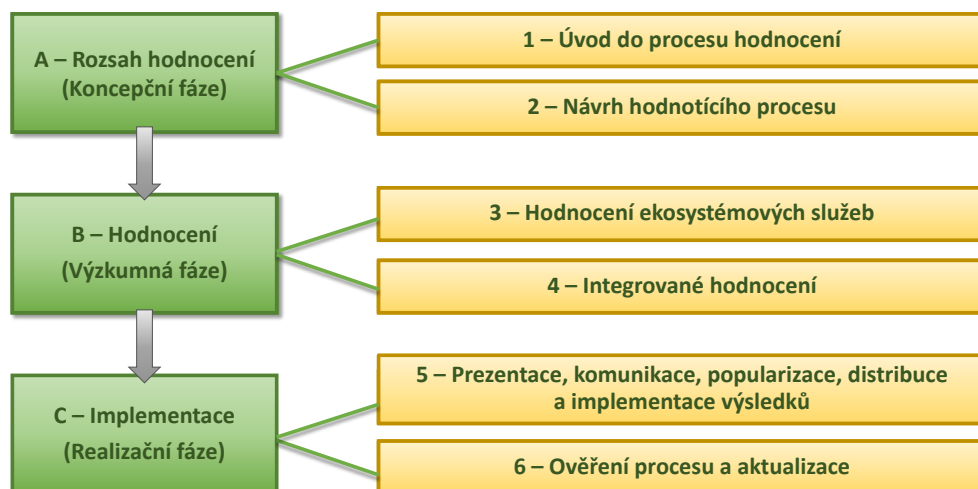 A – Rozsah hodnocení
(Koncepční fáze)
1 – Úvod do procesu hodnocení
2 – Návrh hodnotícího procesu
B – Hodnocení
(Výzkumná fáze)
3 – Hodnocení ekosystémových služeb
4 – Integrované hodnocení
C – Implementace
(Realizační fáze)
5 – Prezentace, komunikace, popularizace, distribuce
a implementace výsledků
6 – Ověření procesu a aktualizace